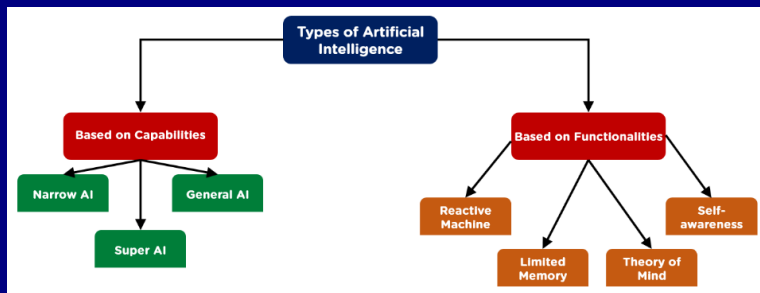 Types of Artificial
Intelligence
Based on Capabilities
Based on Functionalities
Narrow AI
General AI
Super AI
Reactive
Machine
Self-
awareness
Limited
Memory
Theory of
Mind